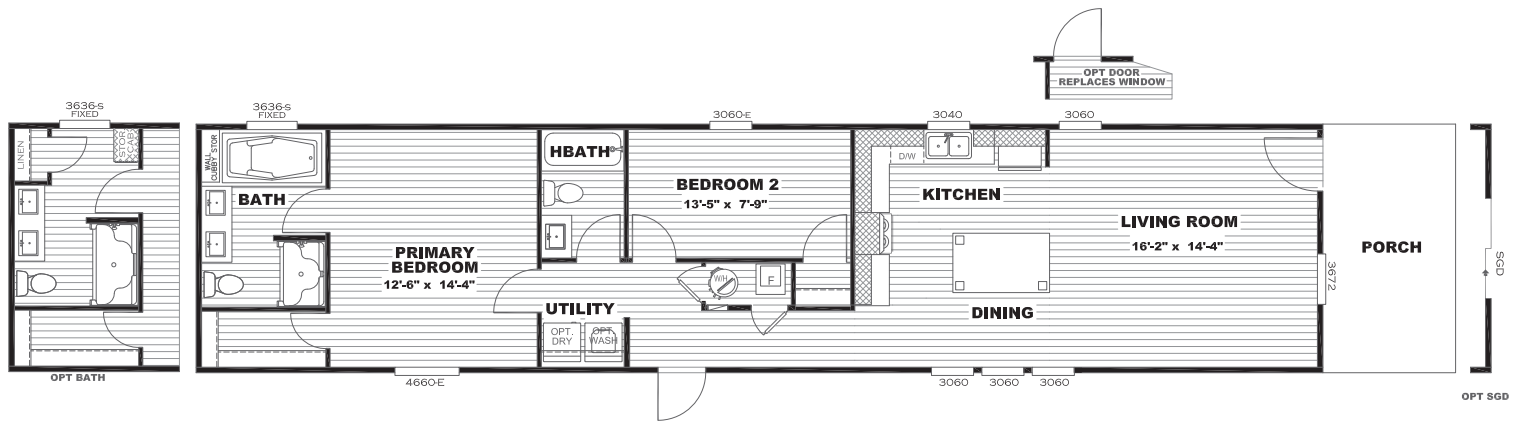 OPT DOOR
REPLACES WINDOW
3636-S
FIXED
LINEN
STOR
CAB
OPT BATH
3636-S
FIXED
WALL
CUBBY STOR
BATH
PRIMARY
BEDROOM
12'-6" x 14'-4"
4660-E
HBATH
UTILITY
OPT.
DRY
OPT.
WASH
3060-E
BEDROOM 2
13'-5" x 7'-9"
W/H
F
3040
3060
D/W
KITCHEN
LIVING ROOM
16'-2" x 14'-4"
DINING
3060
3060
3060
3672
PORCH
SGD
OPT SGD